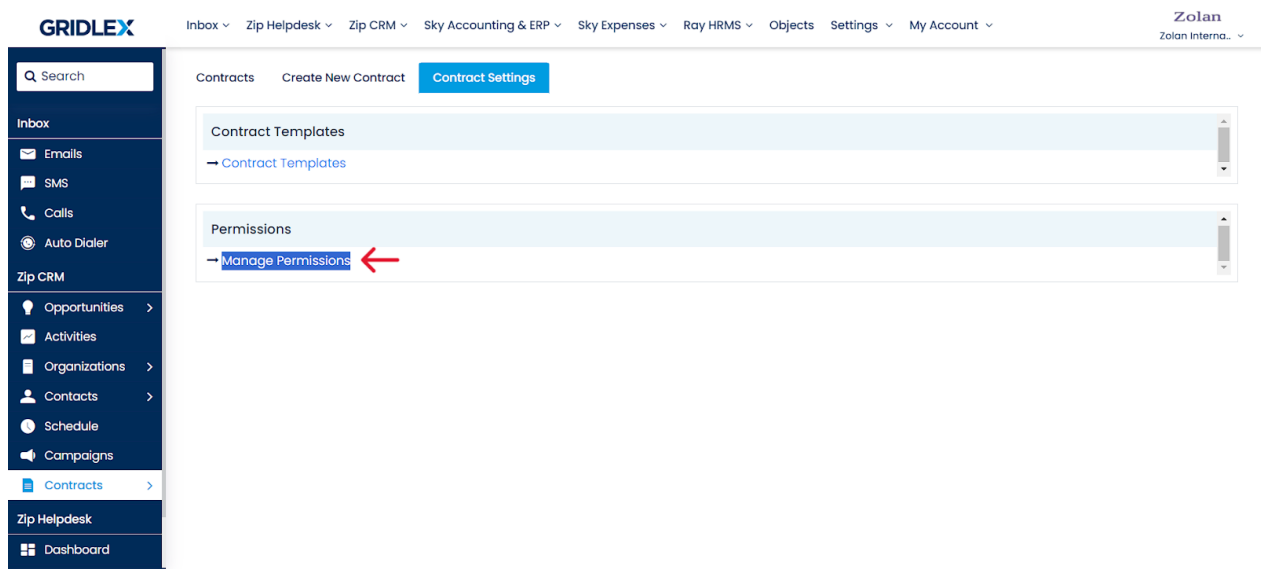 GRIDLEX
Inbox Zip Helpdesk Zip CRM Sky Accounting & ERP Sky Expenses Ray HRMS Objects Settings My Account
Zolan
Zolan Interna..
Search
Contracts Create New Contract Contract Settings
Inbox
Emails
SMS
Calls
Auto Dialer
Zip CRM
Opportunities
Activities
Organizations
Contacts
Schedule
Campaigns
Contracts
Zip Helpdesk
Dashboard
Contract Templates
→ Contract Templates
Permissions
→ Manage Permissions